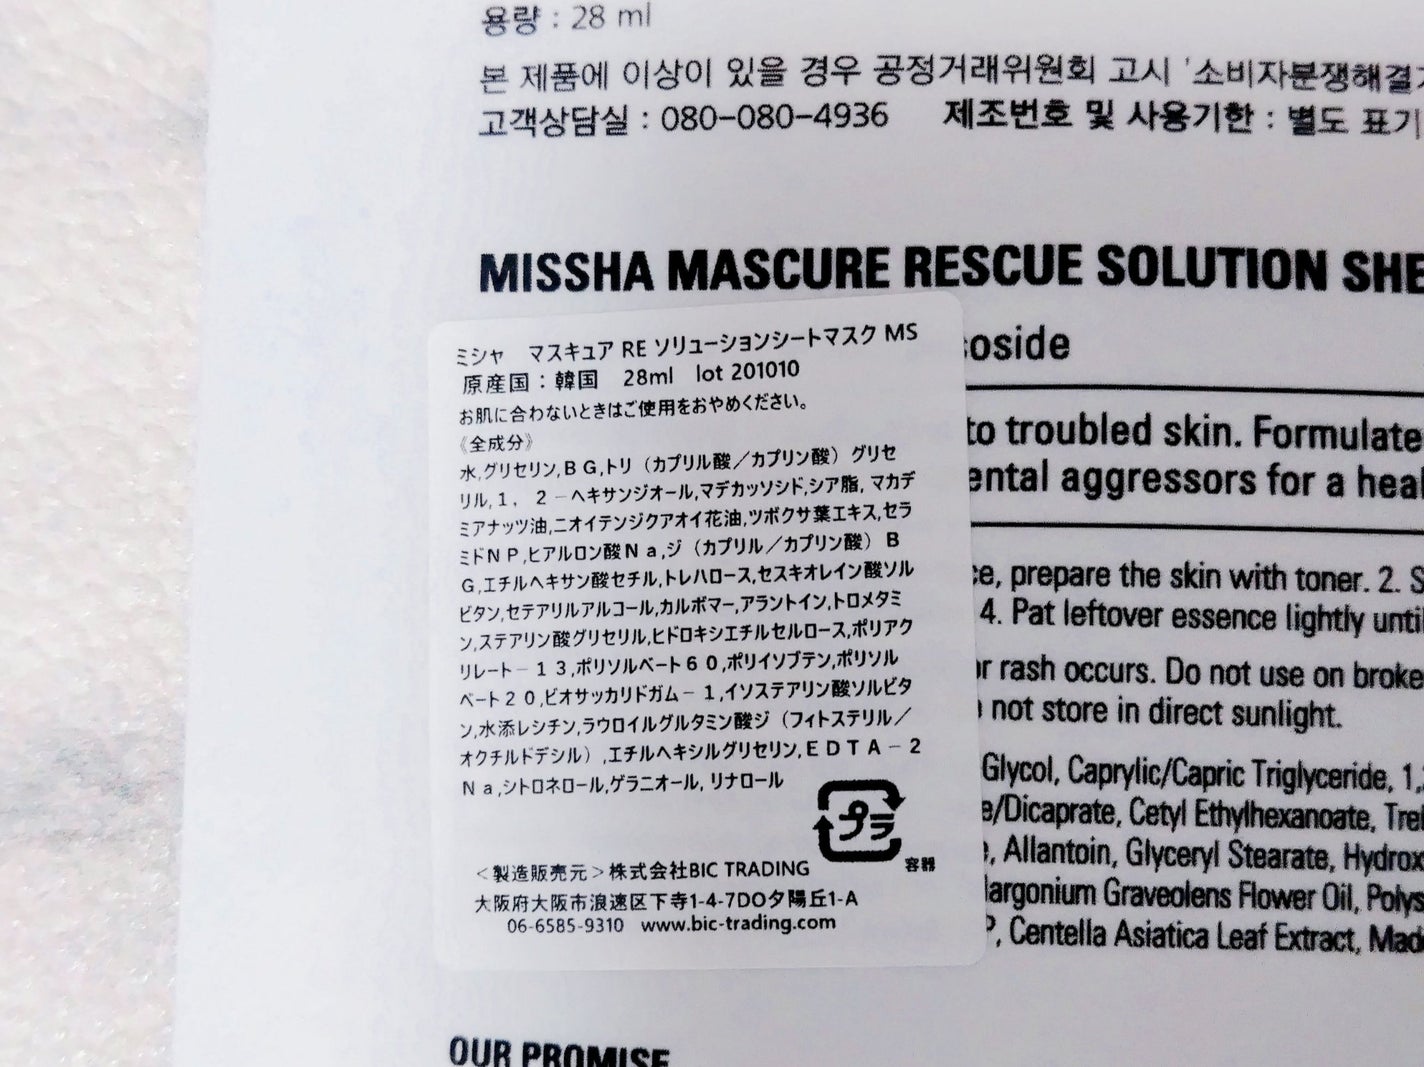 용량 : 28 ml
본 제품에 이상이 있을 경우 공정거래위원회 고시 '소비자분쟁해결
고객상담실 : 080-080-4936 제조번호 및 사용기한 : 별도 표기
MISSHA MASCURE RESCUE SOLUTION SHE
ミシャ マスキュア RE ソリューションシートマスク MS
原産国：韓国 28ml lot 201010
お肌に合わないときはご使用をおやめください。
《全成分》
水,グリセリン,ＢＧ,トリ（カプリル酸／カプリン酸）グリセ
リル,１，２－ヘキサンジオール,マデカッソシド,シア脂,マカデ
ミアナッツ油,ニオイテンジクアオイ花油,ツボクサ葉エキス,セラ
ミドＮＰ,ヒアルロン酸Ｎａ,ジ（カプリル／カプリン酸）Ｂ
Ｇ,エチルヘキサン酸セチル,トレハロース,セスキオレイン酸ソル
ビタン,セテアリルアルコール,カルボマー,アラントイン,トロメタミ
ン,ステアリン酸グリセリル,ヒドロキシエチルセルロース,ポリアク
リレート－１３,ポリソルベート６０,ポリイソブテン,ポリソル
ベート２０,ビオサッカリドガム－１,イソステアリン酸ソルビタ
ン,水添レシチン,ラウロイルグルタミン酸ジ（フィトステリル／
オクチルドデシル）,エチルヘキシルグリセリン,ＥＤＴＡ－２
Ｎａ,シトロネロール,ゲラニオール, リナロール
プラ
容器
＜製造販売元＞株式会社BIC TRADING
大阪府大阪市浪速区下寺1-4-7DO夕陽丘1-A
06-6585-9310 www.bic-trading.com
oside
to troubled skin. Formulate
ental aggressors for a heal
e, prepare the skin with toner. 2. S
4. Pat leftover essence lightly until
or rash occurs. Do not use on broke
not store in direct sunlight.
Glycol, Caprylic/Capric Triglyceride, 1,
e/Dicaprate, Cetyl Ethylhexanoate, Tre
, Allantoin, Glyceryl Stearate, Hydrox
largonium Graveolens Flower Oil, Polys
P, Centella Asiatica Leaf Extract, Made
OUR PROMISE